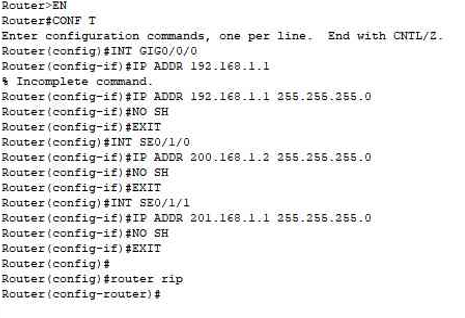 Router>EN
Router#CONF T
Enter configuration commands, one per line.  End with CNTL/Z.
Router(config)#INT GIG0/0/0
Router(config-if)#IP ADDR 192.168.1.1
% Incomplete command.
Router(config-if)#IP ADDR 192.168.1.1 255.255.255.0
Router(config-if)#NO SH
Router(config-if)#EXIT
Router(config)#INT SE0/1/0
Router(config-if)#IP ADDR 200.168.1.2 255.255.255.0
Router(config-if)#NO SH
Router(config-if)#EXIT
Router(config)#INT SE0/1/1
Router(config-if)#IP ADDR 201.168.1.1 255.255.255.0
Router(config-if)#NO SH
Router(config-if)#EXIT
Router(config)#
Router(config)#router rip
Router(config-router)#